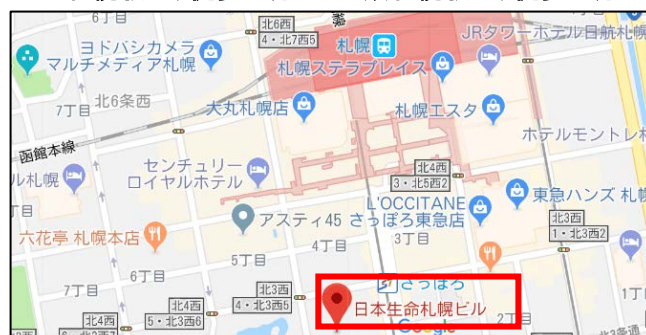 6丁目
北6西
4・北7西5
ヨドバシカメラ
マルチメディア札幌
札幌
JRタワーホテル日航札幌
札幌ステラプレイス
7丁目
北6条西
大丸札幌店
札幌エスタ
函館本線
ホテルモントレ札
ル札幌
センチュリー
ロイヤルホテル
北4西
3・北5西2
L'OCCITANE
さっぽろ東急店
東急ハンズ 札幌
丁目
アスティ45
北3西
1・北3西2
六花亭 札幌本店
4丁目
3丁目
5丁目
2丁目
6丁目
7丁目
北3西
4・北3西5
さっぽろ
1丁
北4西
北4西
5・北3西6
日本生命札幌ビル
北3条通
Google